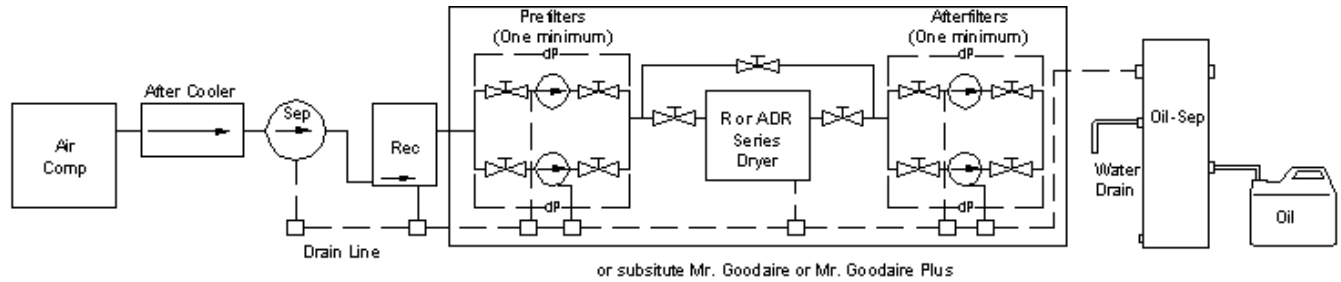 Prefilters
(One minimum)
dP
Afterfilters
(One minimum)
dP
After Cooler
Air
Comp
Sep
Rec
R or ADR
Series
Dryer
dP
dP
Oil-Sep
Water
Drain
Oil
Drain Line
or subsitute Mr. Goodaire or Mr. Goodaire Plus